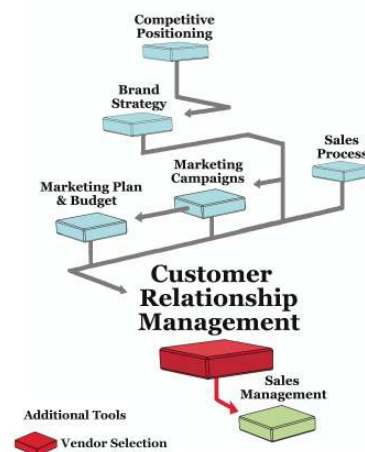 Competitive
Positioning
Brand
Strategy
Sales
Process
Marketing
Campaigns
Marketing Plan
& Budget
Customer
Relationship
Management
Sales
Management
Additional Tools
Vendor Selection